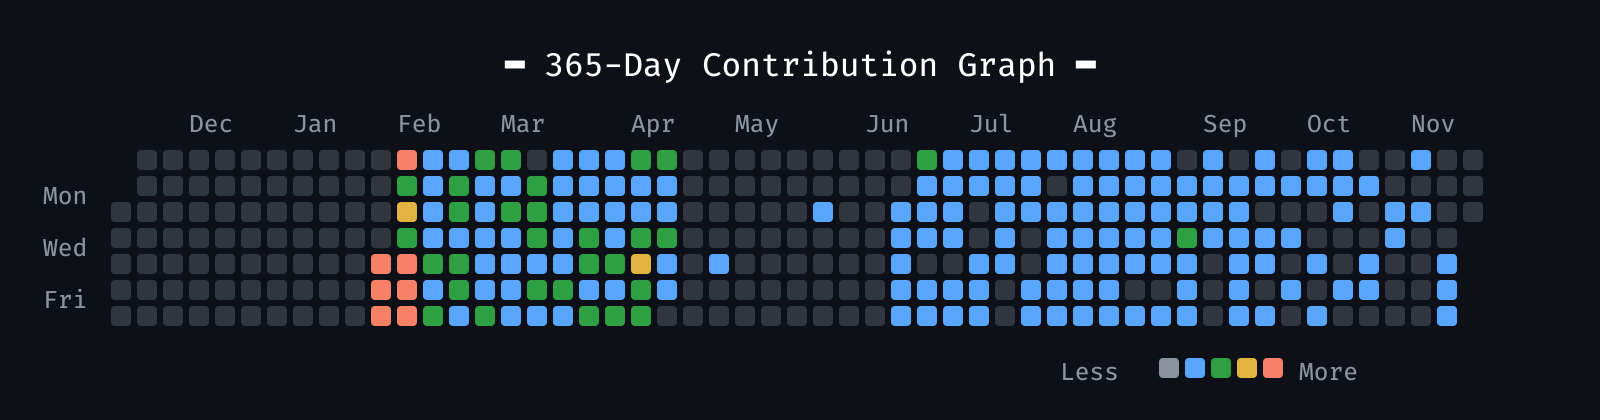 ━ 365-Day Contribution Graph ━
Dec Jan Feb Mar Apr May Jun Jul Aug Sep Oct Nov
Mon
Wed
Fri
Less More